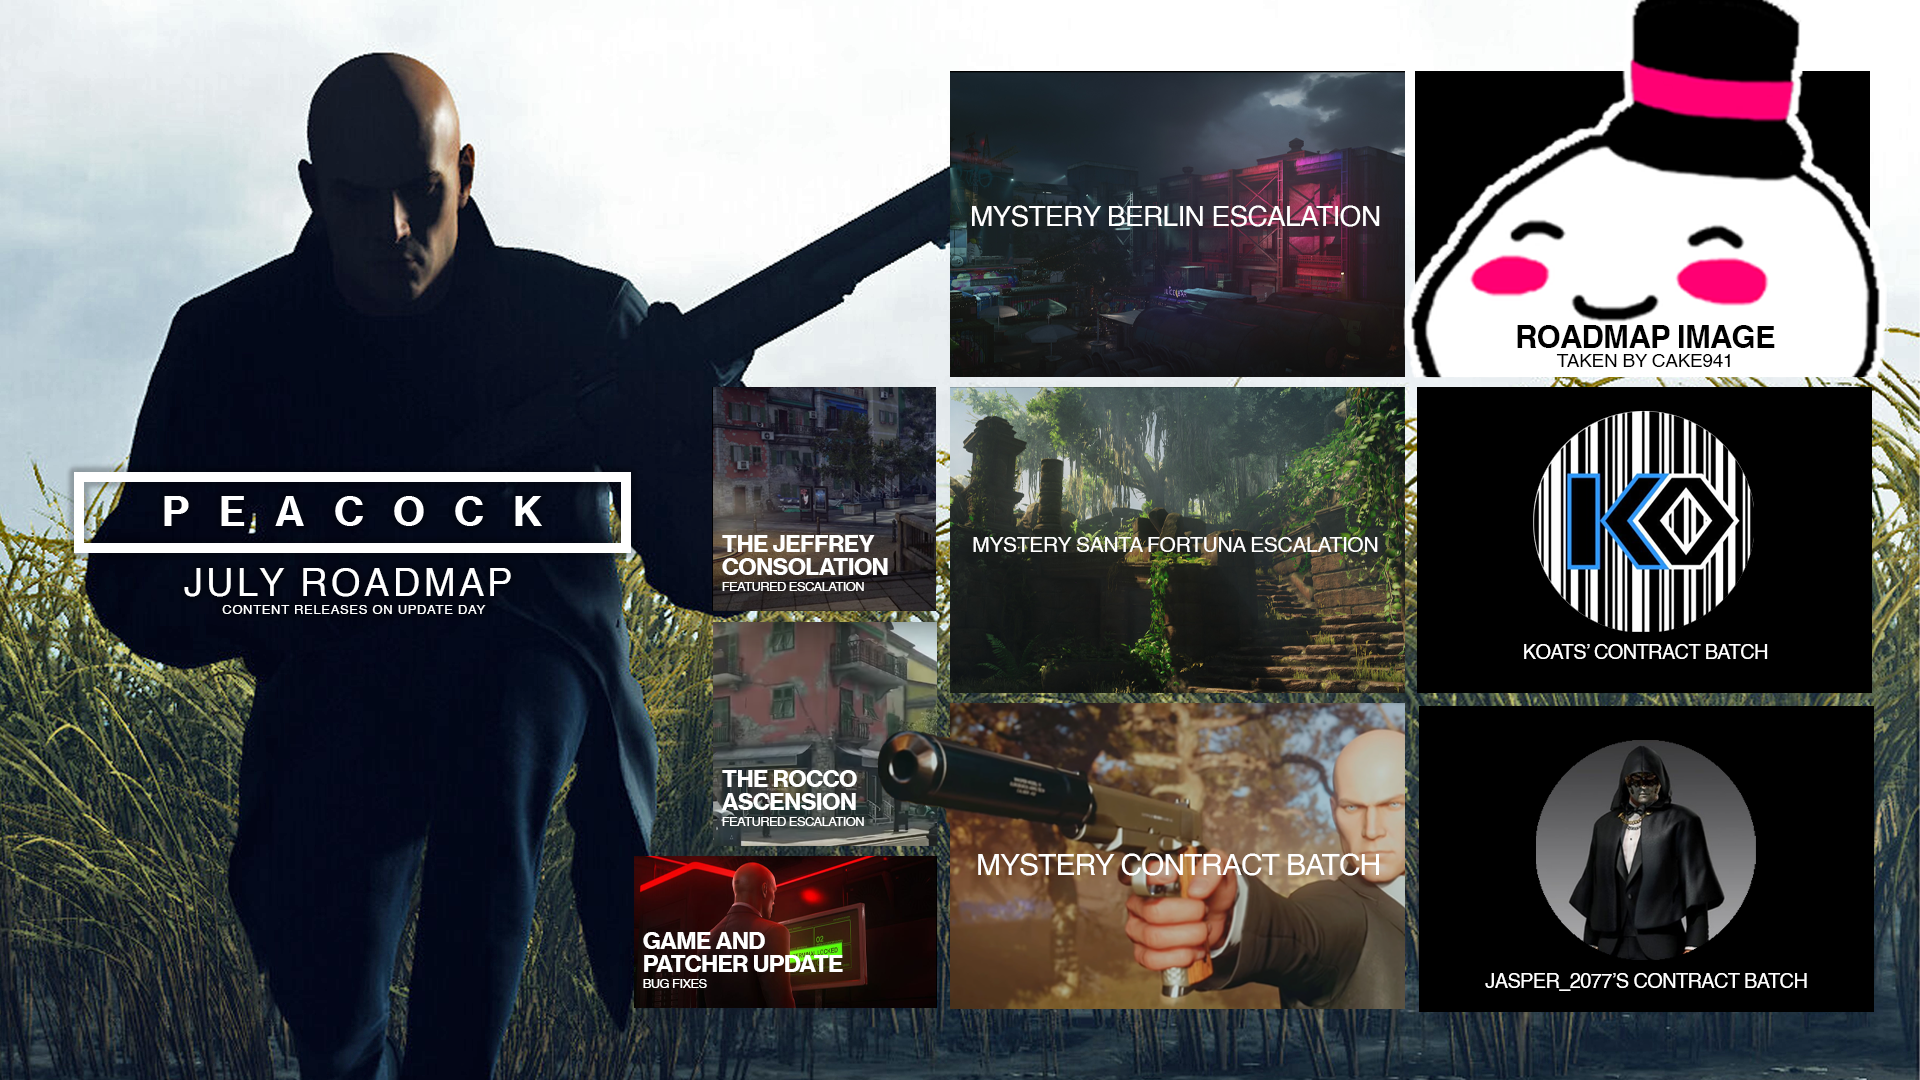 PEACOCK
JULY ROADMAP
CONTENT RELEASES ON UPDATE DAY
THE JEFFREY
CONSOLATION
FEATURED ESCALATION
THE ROCCO
ASCENSION
FEATURED ESCALATION
GAME AND
PATCHER UPDATE
BUG FIXES
MYSTERY BERLIN ESCALATION
MYSTERY SANTA FORTUNA ESCALATION
MYSTERY CONTRACT BATCH
ROADMAP IMAGE
TAKEN BY CAKE941
KO
KOATS' CONTRACT BATCH
JASPER_2077'S CONTRACT BATCH